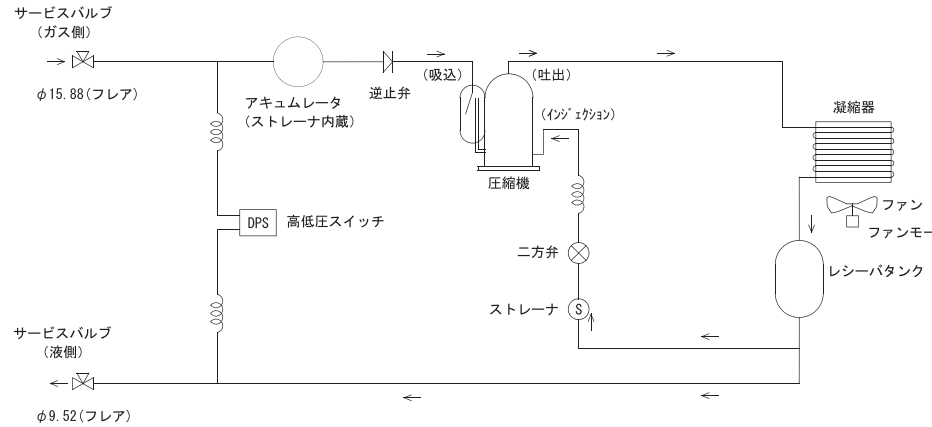 サービスバルブ
(ガス側)
φ15.88(フレア)
アキュムレータ
(ストレーナ内蔵)
逆止弁
(吸込)
(吐出)
(ｲﾝｼﾞｪｸｼｮﾝ)
圧縮機
凝縮器
ファン
ファンモー
レシーバタンク
DPS
高低圧スイッチ
二方弁
ストレーナ
S
サービスバルブ
(液側)
φ9.52(フレア)